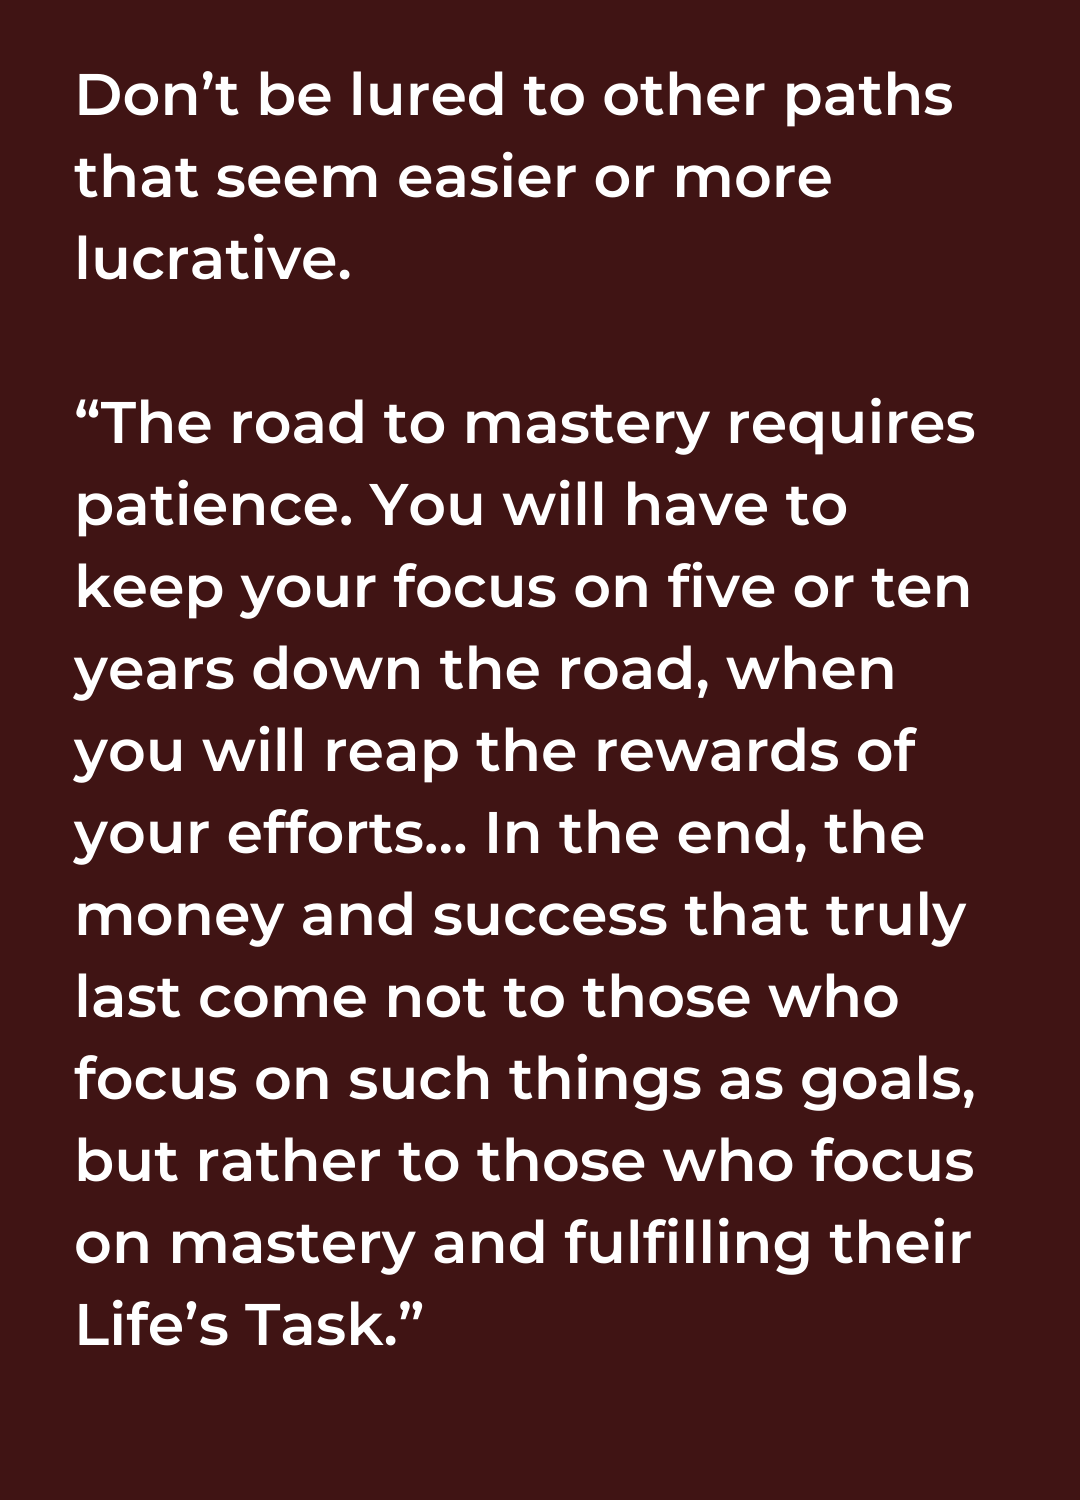 Don’t be lured to other paths
that seem easier or more
lucrative.
“The road to mastery requires
patience. You will have to
keep your focus on five or ten
years down the road, when
you will reap the rewards of
your efforts... In the end, the
money and success that truly
last come not to those who
focus on such things as goals,
but rather to those who focus
on mastery and fulfilling their
Life’s Task.”